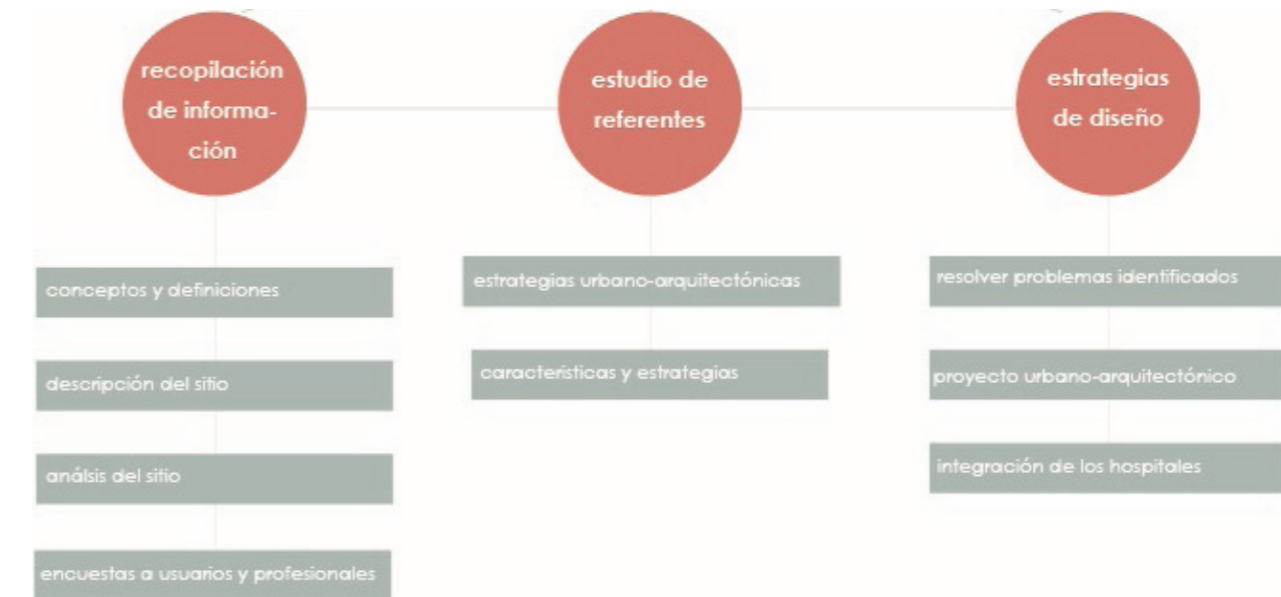 recopilación
de informa-
ción
conceptos y definiciones
descripción del sitio
análsis del sitio
encuestas a usuarios y profesionales
estudio de
referentes
estrategias urbano-arquitectónicas
caracteristicas y estrategias
estrategias
de diseño
resolver problemas identificados
proyecto urbano-arquitectónico
integración de los hospitales